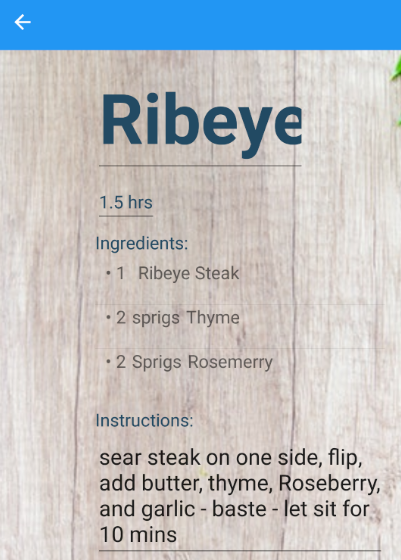 Ribeye
1.5 hrs
Ingredients:
• 1 Ribeye Steak
• 2 sprigs Thyme
• 2 Sprigs Rosemerry
Instructions:
sear steak on one side, flip,
add butter, thyme, Roseberry,
and garlic - baste - let sit for
10 mins